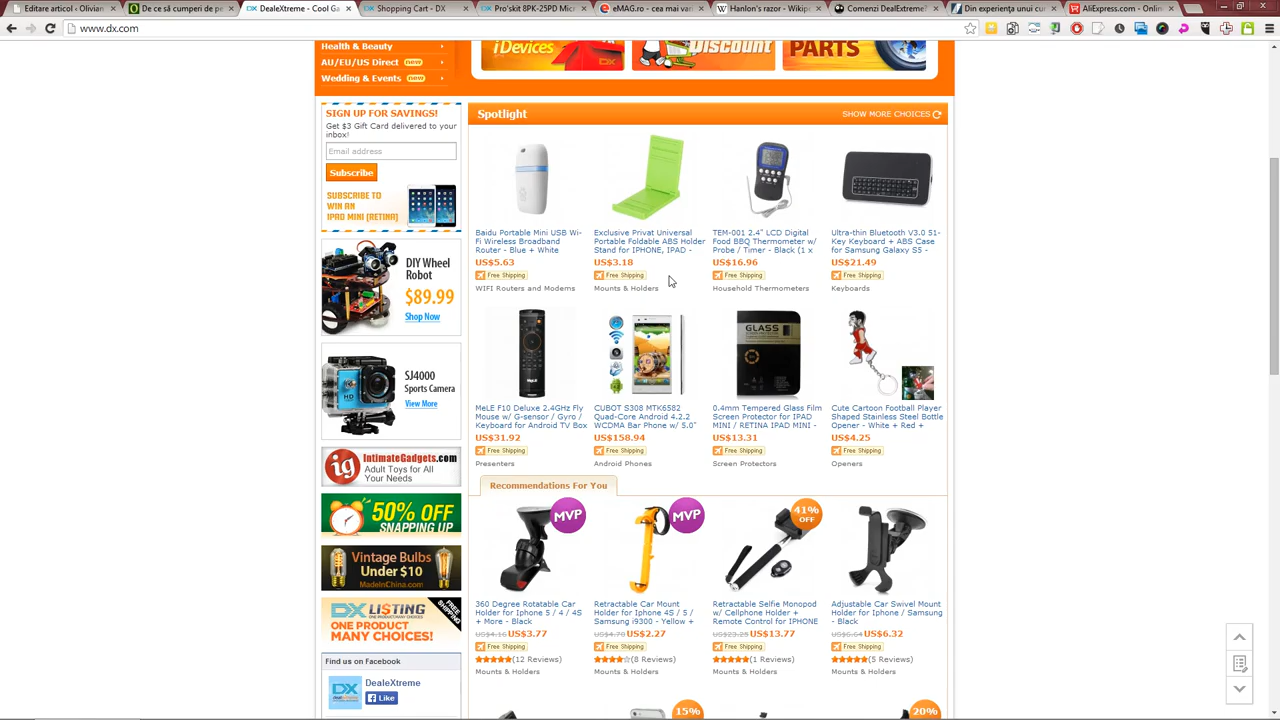 Editare articol ‹ Olivian
O De ce să cumperi de pe
DealeXtreme - Cool Ga
Shopping Cart - DX
Pro'skit 8PK-25PD Micro
eMAG.ro - cea mai var
Hanlon's razor - Wikipe
Comenzi DealExtreme?
Din experiența unui cum
AliExpress.com - Online
www.dx.com
Health & Beauty
AU/EU/US Direct new
Wedding & Events new
iDevices
Discount
PARTS
SIGN UP FOR SAVINGS!
Get $3 Gift Card delivered to your
inbox!
Email address
Subscribe
SUBSCRIBE TO
WIN AN
IPAD MINI (RETINA)
DIY Wheel
Robot
$89.99
Shop Now
SJ4000
Sports Camera
View More
ig IntimateGadgets.com
Adult Toys for All
Your Needs
50% OFF
SNAPPING UP
Vintage Bulbs
Under $10
MadeInChina.com
DX LISTING
ONE PRODUCT
MANY CHOICES!
FREE SHIPPING
Find us on Facebook
DX
DealeXtreme
Like
Spotlight
SHOW MORE CHOICES
Baidu Portable Mini USB Wi-
Fi Wireless Broadband
Router - Blue + White
US$5.63
Free Shipping
WIFI Routers and Modems
Exclusive Privat Universal
Portable Foldable ABS Holder
Stand for IPHONE, IPAD -
US$3.18
Free Shipping
Mounts & Holders
TEM-001 2.4" LCD Digital
Food BBQ Thermometer w/
Probe / Timer - Black (1 x
US$16.96
Free Shipping
Household Thermometers
Ultra-thin Bluetooth V3.0 51-
Key Keyboard + ABS Case
for Samsung Galaxy S5 -
US$21.49
Free Shipping
Keyboards
MeLE F10 Deluxe 2.4GHz Fly
Mouse w/ G-sensor / Gyro /
Keyboard for Android TV Box
US$31.92
Free Shipping
Presenters
CUBOT S308 MTK6582
Quad-Core Android 4.2.2
WCDMA Bar Phone w/ 5.0"
US$158.94
Free Shipping
Android Phones
GLASS
0.4mm Tempered Glass Film
Screen Protector for IPAD
MINI / RETINA IPAD MINI -
US$13.31
Free Shipping
Screen Protectors
Cute Cartoon Football Player
Shaped Stainless Steel Bottle
Opener - White + Red +
US$4.25
Free Shipping
Openers
Recommendations For You
MVP
360 Degree Rotatable Car
Holder for Iphone 5 / 4 / 4S
+ More - Black
US$4.16 US$3.77
Free Shipping
(12 Reviews)
Mounts & Holders
MVP
Retractable Car Mount
Holder for Iphone 4S / 5 /
Samsung i9300 - Yellow +
US$4.70 US$2.27
Free Shipping
(8 Reviews)
Mounts & Holders
41%
OFF
Retractable Selfie Monopod
w/ Cellphone Holder +
Remote Control for IPHONE
US$23.25 US$13.77
Free Shipping
(1 Reviews)
Mounts & Holders
Adjustable Car Swivel Mount
Holder for Iphone / Samsung
- Black
US$6.64 US$6.32
Free Shipping
(5 Reviews)
Mounts & Holders
15%
20%